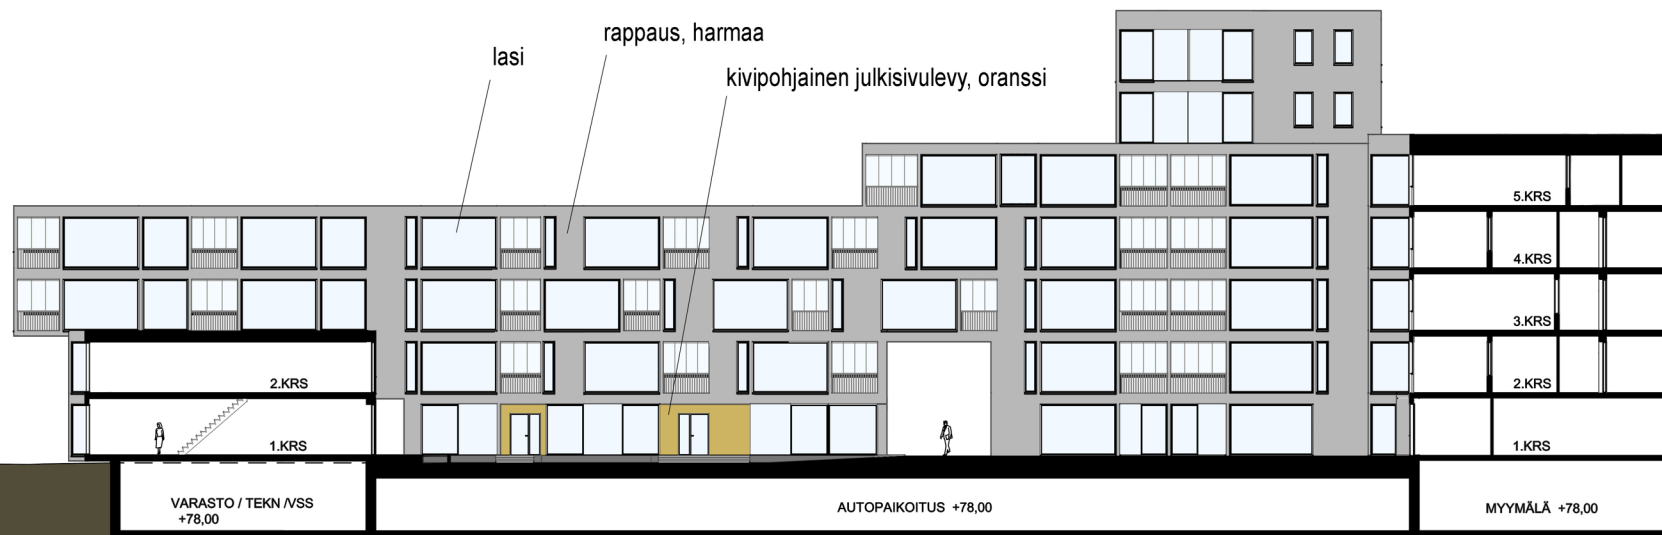 rappaus, harmaa
lasi
kivipohjainen julkisivulevy, oranssi
5.KRS
4.KRS
3.KRS
2.KRS
2.KRS
1.KRS
1.KRS
VARASTO / TEKN /VSS
+78,00
AUTOPAIKOITUS +78,00
MYYMÄLÄ +78,00